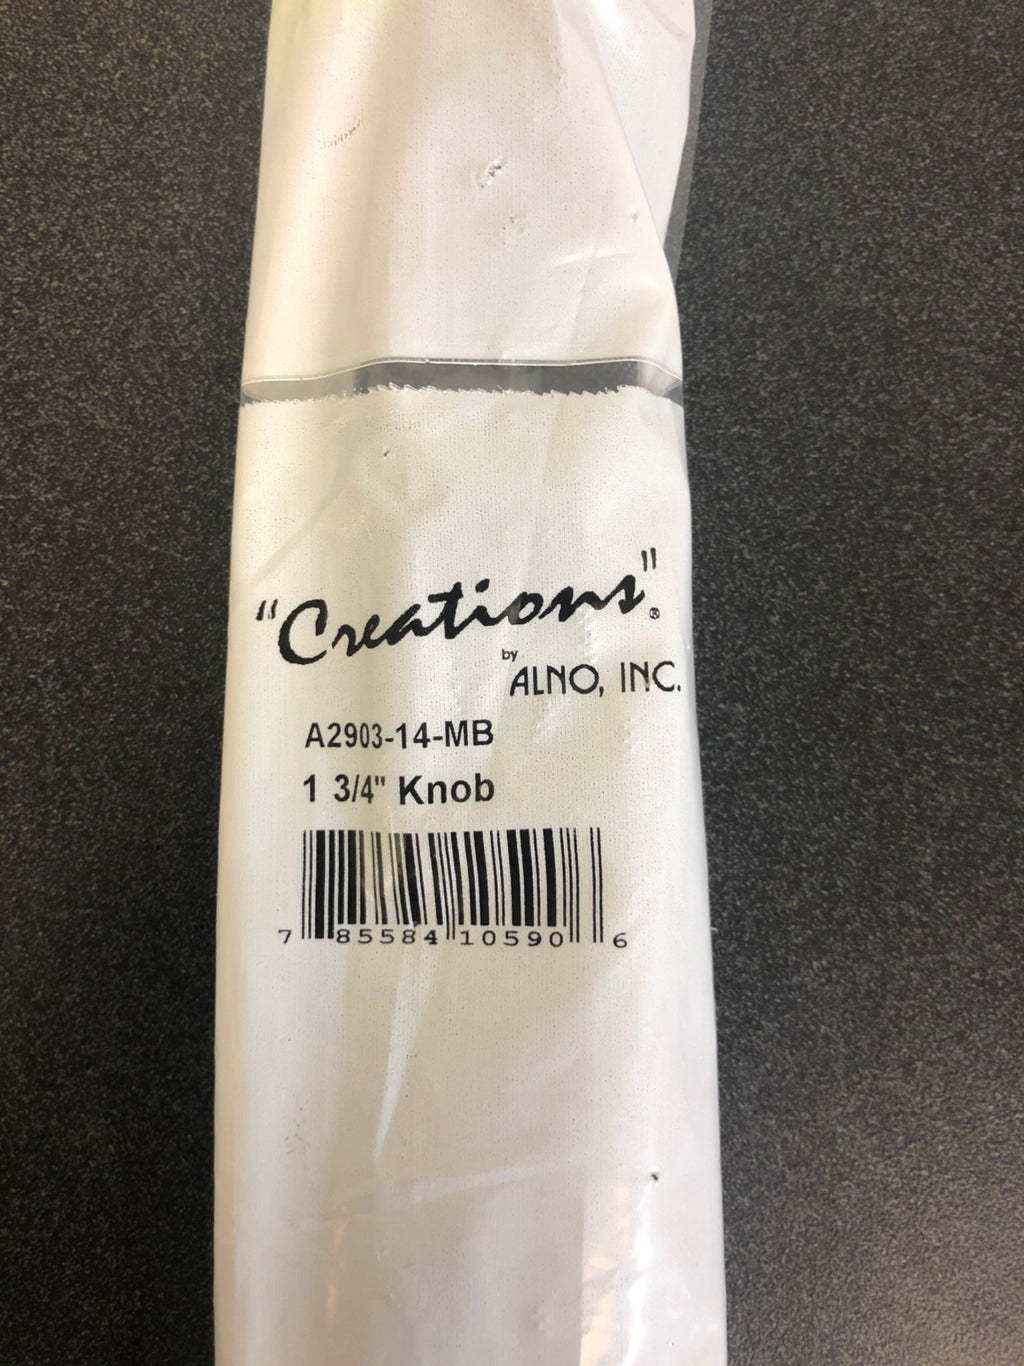 "Creations"®
by
ALNO, INC.
A2903-14-MB
1 3/4" Knob
7 85584 10590 6